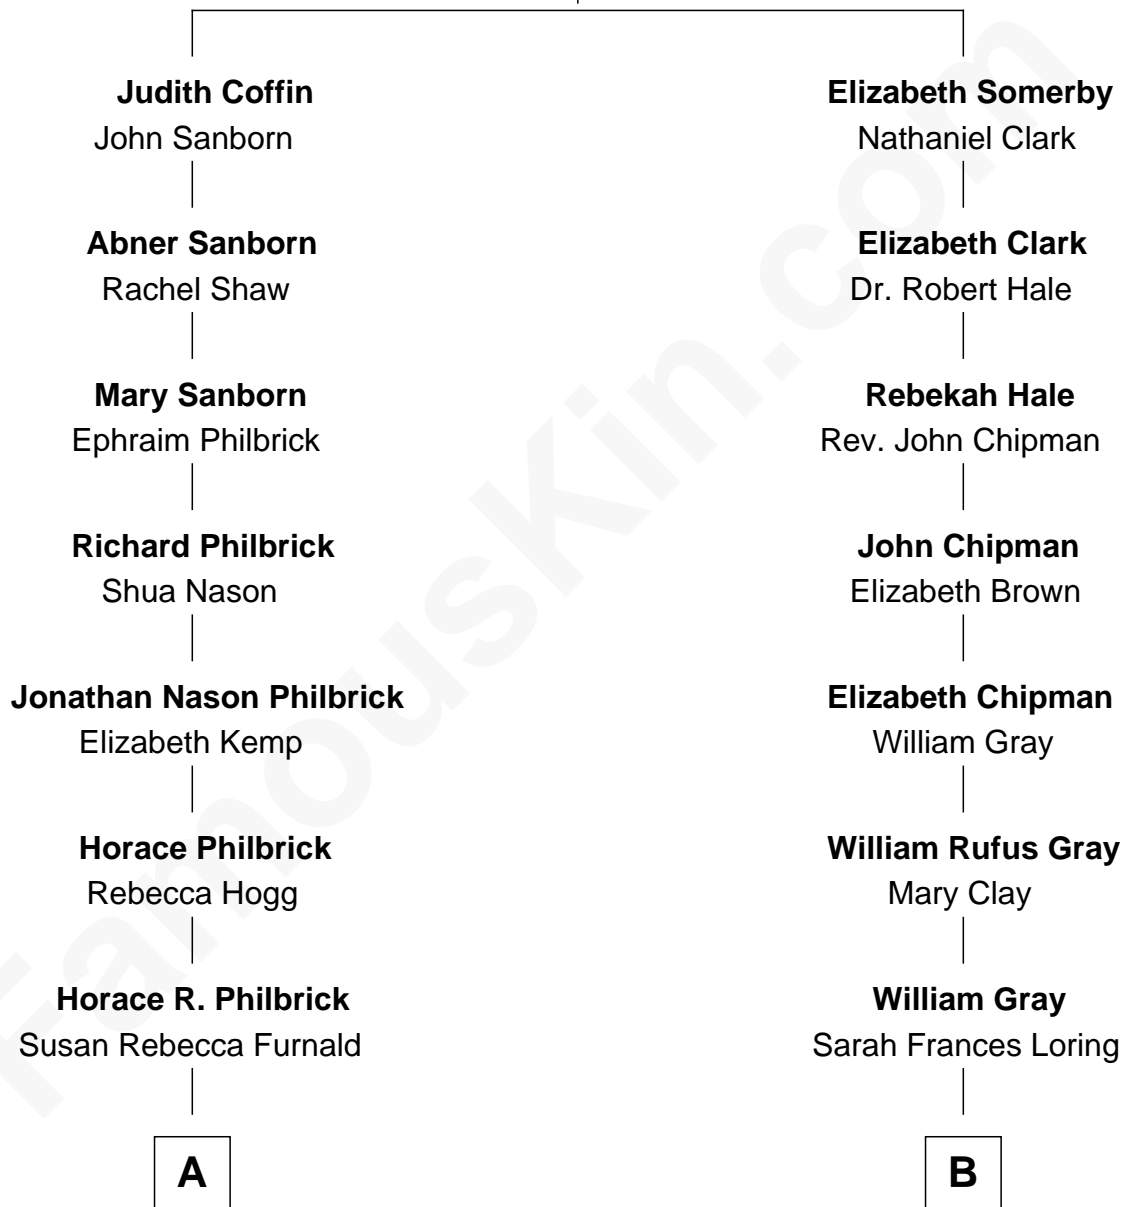 Judith Coffin
John Sanborn
Abner Sanborn
Rachel Shaw
Mary Sanborn
Ephraim Philbrick
Richard Philbrick
Shua Nason
Jonathan Nason Philbrick
Elizabeth Kemp
Horace Philbrick
Rebecca Hogg
Horace R. Philbrick
Susan Rebecca Furnald
A
Elizabeth Somerby
Nathaniel Clark
Elizabeth Clark
Dr. Robert Hale
Rebekah Hale
Rev. John Chipman
John Chipman
Elizabeth Brown
Elizabeth Chipman
William Gray
William Rufus Gray
Mary Clay
William Gray
Sarah Frances Loring
B
FamousKin.com